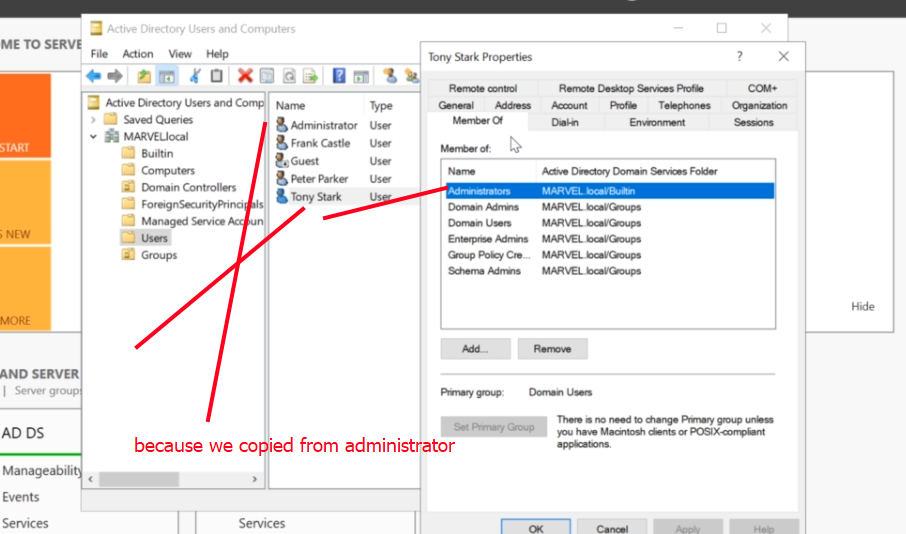 OME TO SERVE
START
S NEW
MORE
Hide
AND SERVER
| Server groups
AD DS
Manageability
Events
Services
Services
Active Directory Users and Computers
File Action View Help
Active Directory Users and Comp
Saved Queries
MARVEL.local
Builtin
Computers
Domain Controllers
ForeignSecurityPrincipals
Managed Service Accoun
Users
Groups
Name Type
Administrator User
Frank Castle User
Guest User
Peter Parker User
Tony Stark User
Tony Stark Properties
Remote control Remote Desktop Services Profile COM+
General Address Account Profile Telephones Organization
Member Of Dial-in Environment Sessions
Member of:
Name Active Directory Domain Services Folder
Administrators MARVEL.local/Builtin
Domain Admins MARVEL.local/Groups
Domain Users MARVEL.local/Groups
Enterprise Admins MARVEL.local/Groups
Group Policy Cre... MARVEL.local/Groups
Schema Admins MARVEL.local/Groups
Add... Remove
Primary group: Domain Users
Set Primary Group
There is no need to change Primary group unless
you have Macintosh clients or POSIX-compliant
applications.
OK Cancel Apply Help
because we copied from administrator